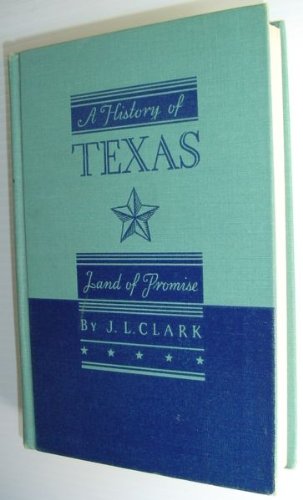 A History of
TEXAS
Land of Promise
By J. L. CLARK